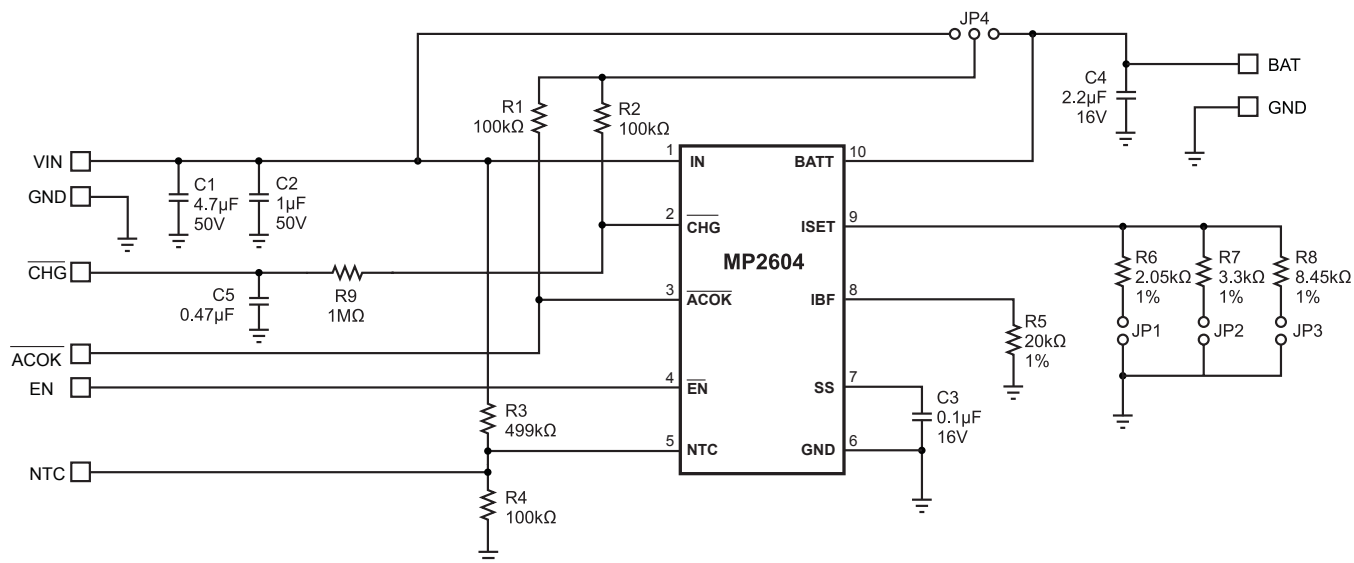 JP4
BAT
C4
2.2µF
16V
GND
R1
100kΩ
R2
100kΩ
VIN
1
IN
BATT
10
C1
4.7µF
50V
C2
1µF
50V
GND
2
CHG
ISET
9
MP2604
CHG
R9
1MΩ
C5
0.47µF
3
ACOK
IBF
8
R6
2.05kΩ
1%
R7
3.3kΩ
1%
R8
8.45kΩ
1%
JP1
JP2
JP3
R5
20kΩ
1%
ACOK
EN
4
EN
SS
7
C3
0.1µF
16V
R3
499kΩ
5
NTC
GND
6
NTC
R4
100kΩ